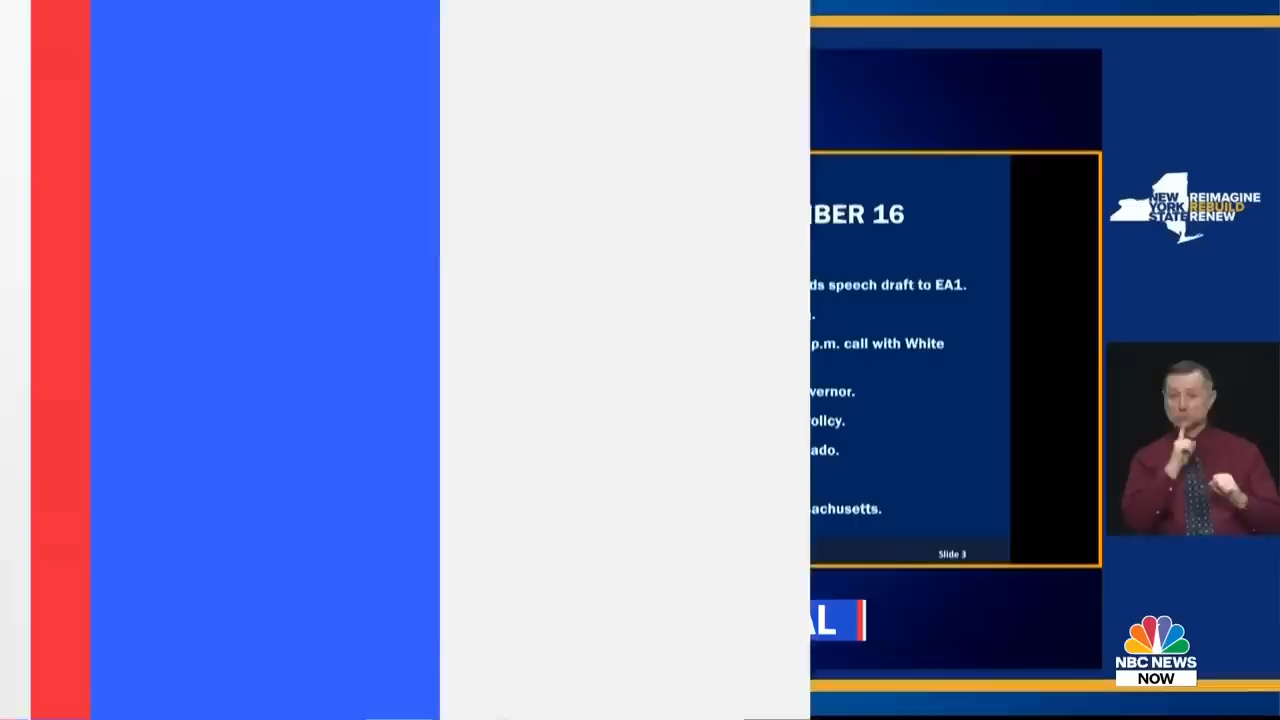 BER 16
ds speech draft to EA1.
p.m. call with White
vernor.
olicy.
ado.
achusetts.
Slide 3
AL
NEW YORK STATE
REIMAGINE
REBUILD
RENEW
NBC NEWS
NOW